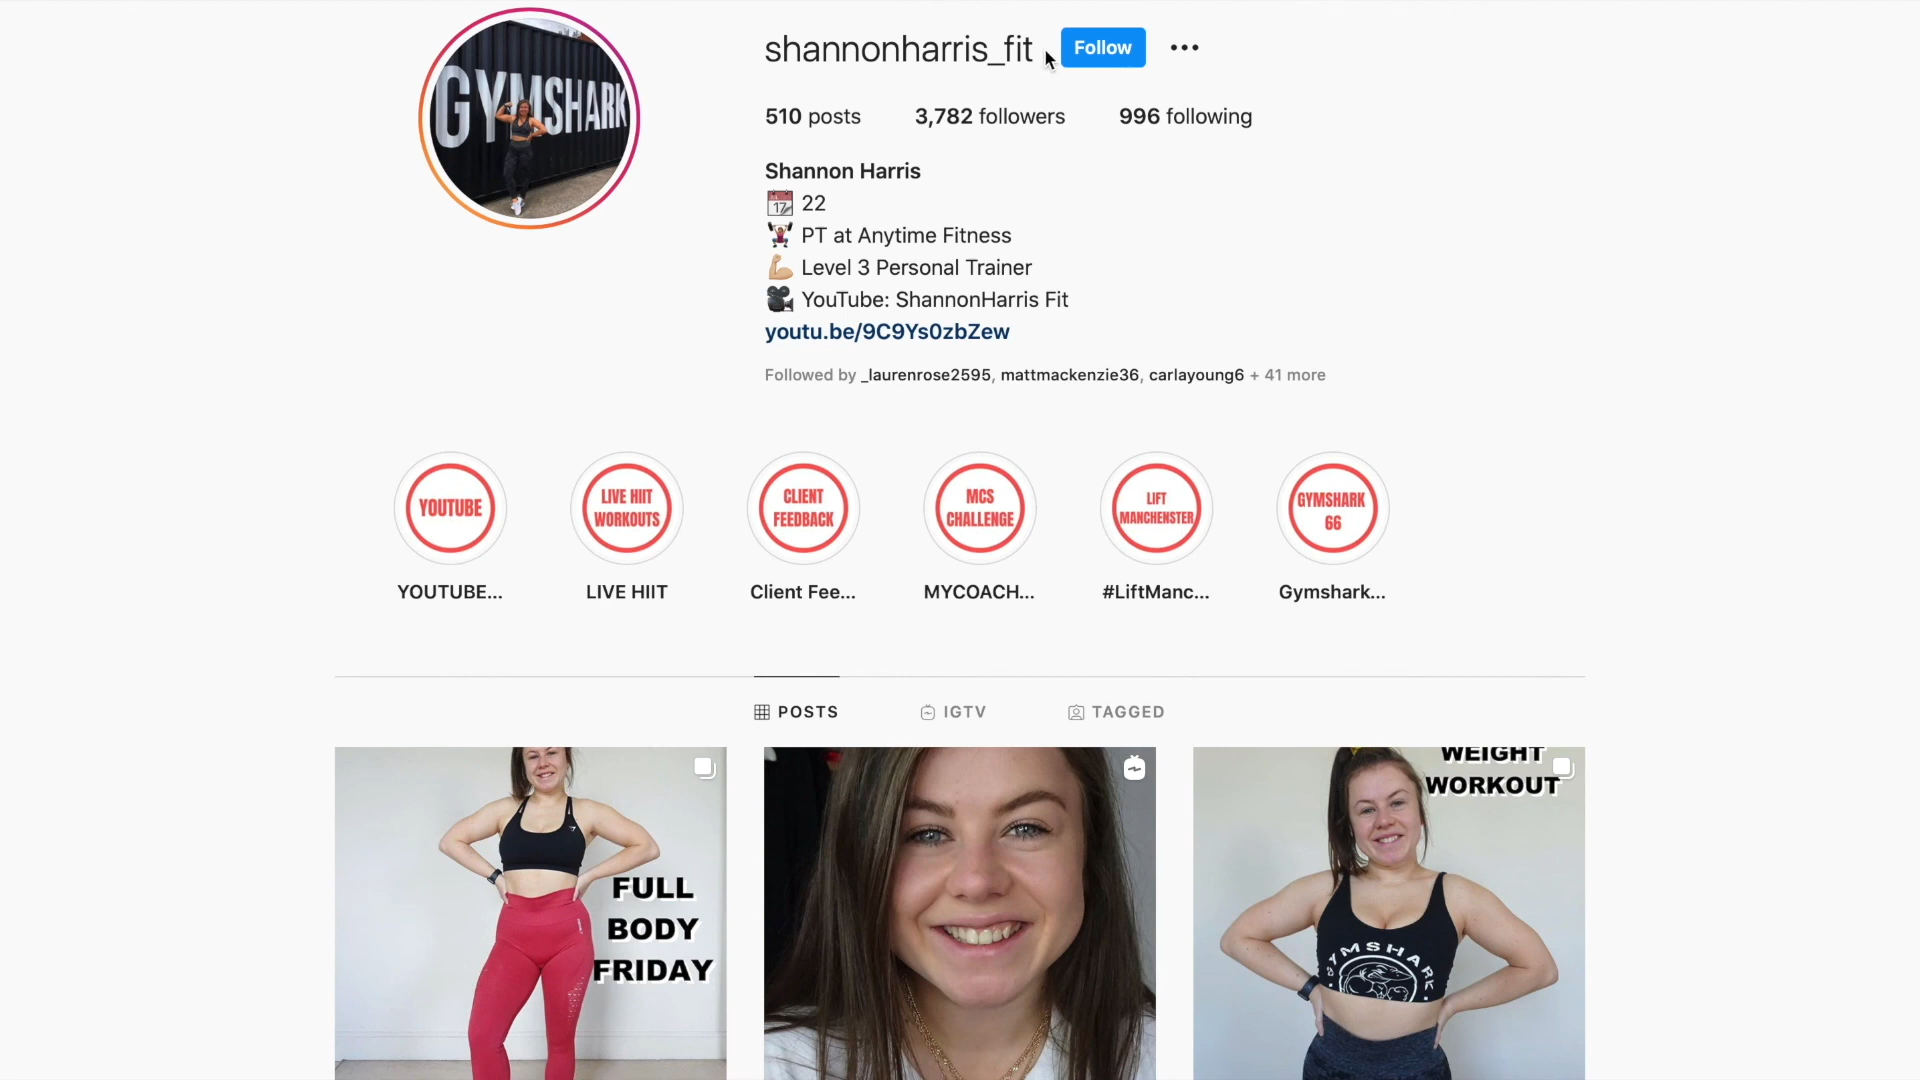 GYMSHARK
shannonharris_fit
Follow
510 posts 3,782 followers 996 following
Shannon Harris
17 22
PT at Anytime Fitness
Level 3 Personal Trainer
YouTube: ShannonHarris Fit
youtu.be/9C9Ys0zbZew
Followed by _laurenrose2595, mattmackenzie36, carlayoung6 + 41 more
YOUTUBE
LIVE HIIT
WORKOUTS
CLIENT
FEEDBACK
MCS
CHALLENGE
LIFT
MANCHENSTER
GYMSHARK
66
YOUTUBE... LIVE HIIT Client Fee... MYCOACH... #LiftManc... Gymshark...
POSTS IGTV TAGGED
FULL
BODY
FRIDAY
WEIGHT
WORKOUT
GYMSHARK